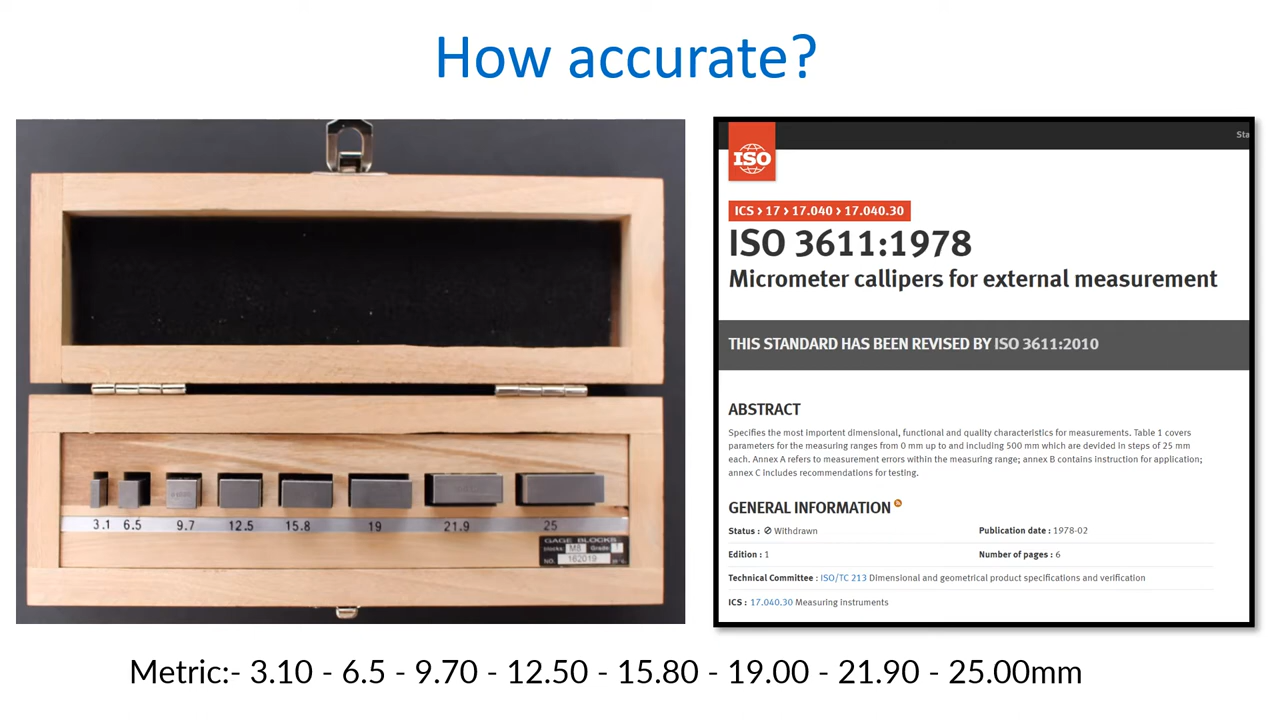 How accurate?
3.1 6.5 9.7 12.5 15.8 19 21.9 25
GAGE BLOCKS
blocks M8 Grade 1
NO. 162019
Sta
ISO
ICS › 17 › 17.040 › 17.040.30
ISO 3611:1978
Micrometer callipers for external measurement
THIS STANDARD HAS BEEN REVISED BY ISO 3611:2010
ABSTRACT
Specifies the most importent dimensional, functional and quality characteristics for measurements. Table 1 covers
parameters for the measuring ranges from 0 mm up to and including 500 mm which are devided in steps of 25 mm
each. Annex A refers to measurement errors within the measuring range; annex B contains instruction for application;
annex C includes recommendations for testing.
GENERAL INFORMATION
Status : Withdrawn Publication date : 1978-02
Edition : 1 Number of pages : 6
Technical Committee : ISO/TC 213 Dimensional and geometrical product specifications and verification
ICS : 17.040.30 Measuring instruments
Metric:- 3.10 - 6.5 - 9.70 - 12.50 - 15.80 - 19.00 - 21.90 - 25.00mm